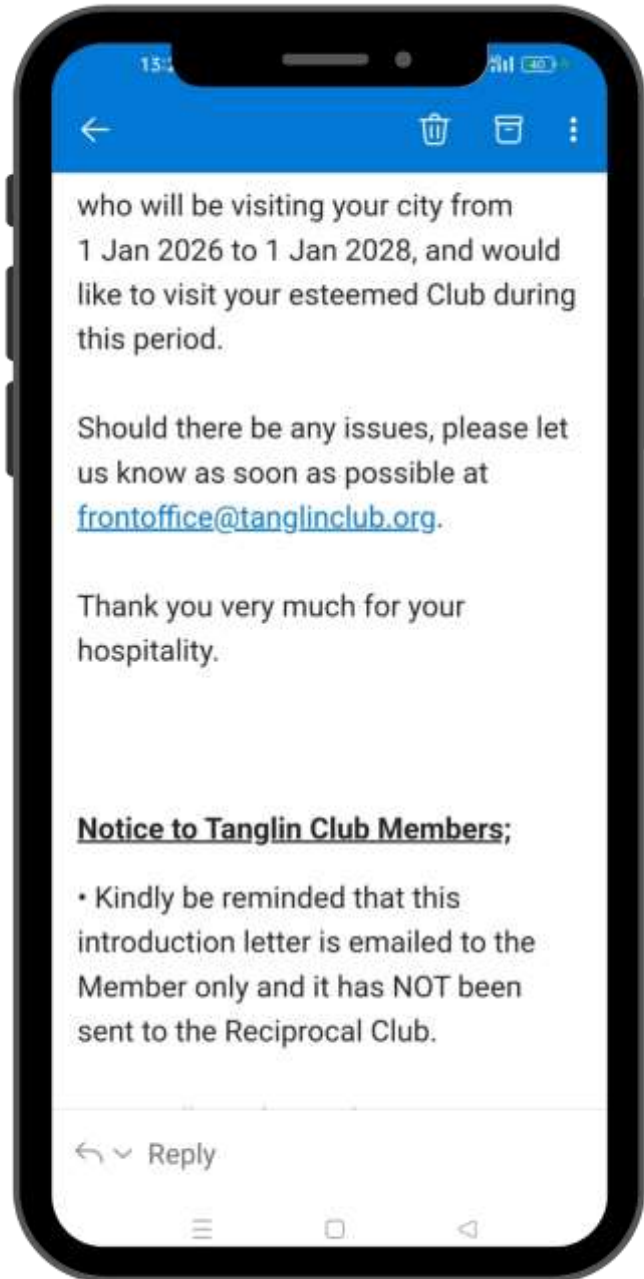 who will be visiting your city from
1 Jan 2026 to 1 Jan 2028, and would
like to visit your esteemed Club during
this period.
Should there be any issues, please let
us know as soon as possible at
frontoffice@tanglinclub.org.
Thank you very much for your
hospitality.
Notice to Tanglin Club Members;
• Kindly be reminded that this
introduction letter is emailed to the
Member only and it has NOT been
sent to the Reciprocal Club.
Reply